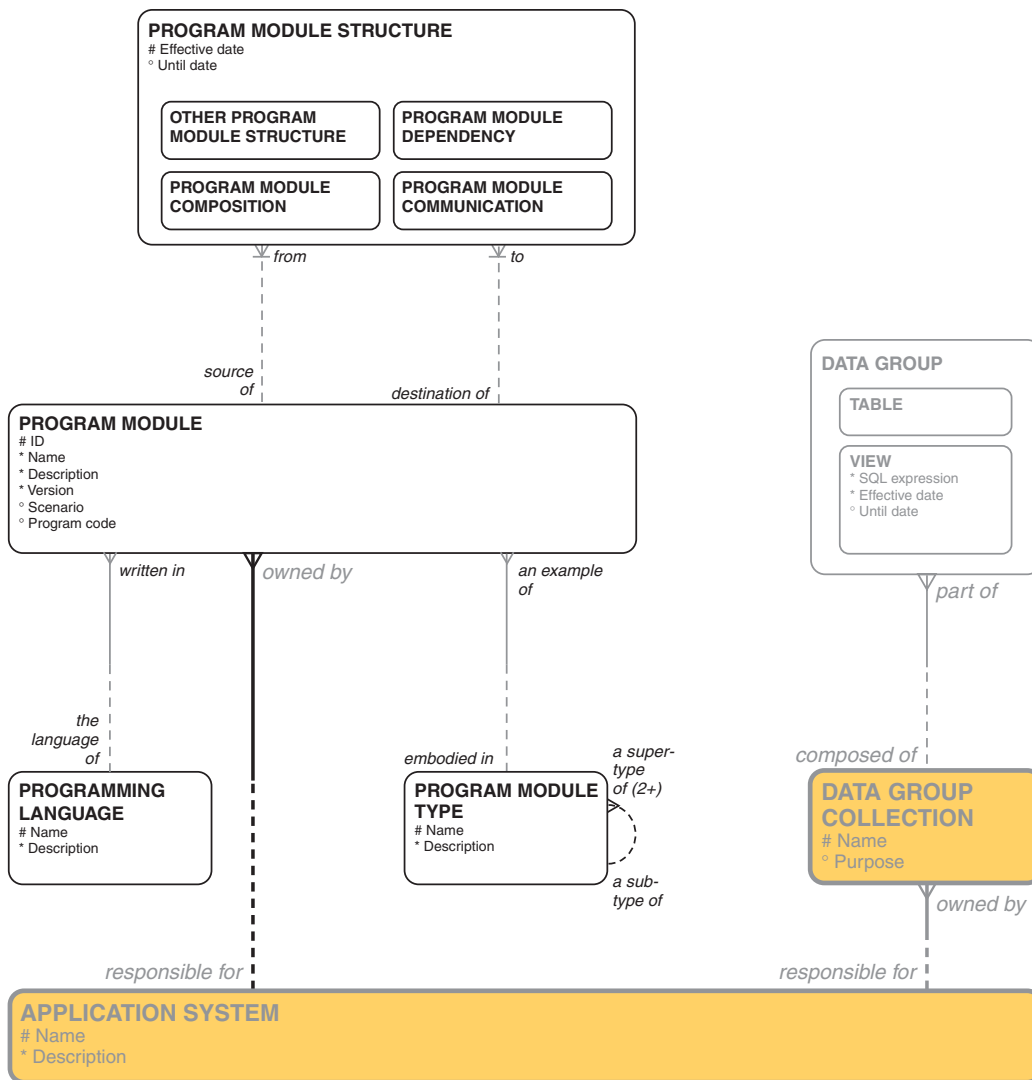 PROGRAM MODULE STRUCTURE
# Effective date
° Until date
OTHER PROGRAM
MODULE STRUCTURE
PROGRAM MODULE
DEPENDENCY
PROGRAM MODULE
COMPOSITION
PROGRAM MODULE
COMMUNICATION
from
to
source
of
destination of
PROGRAM MODULE
# ID
* Name
* Description
* Version
° Scenario
° Program code
DATA GROUP
TABLE
VIEW
* SQL expression
* Effective date
° Until date
written in
owned by
an example
of
part of
the
language
of
embodied in
a super-
type
of (2+)
composed of
PROGRAMMING
LANGUAGE
# Name
* Description
PROGRAM MODULE
TYPE
# Name
* Description
a sub-
type of
DATA GROUP
COLLECTION
# Name
° Purpose
owned by
responsible for
responsible for
APPLICATION SYSTEM
# Name
* Description